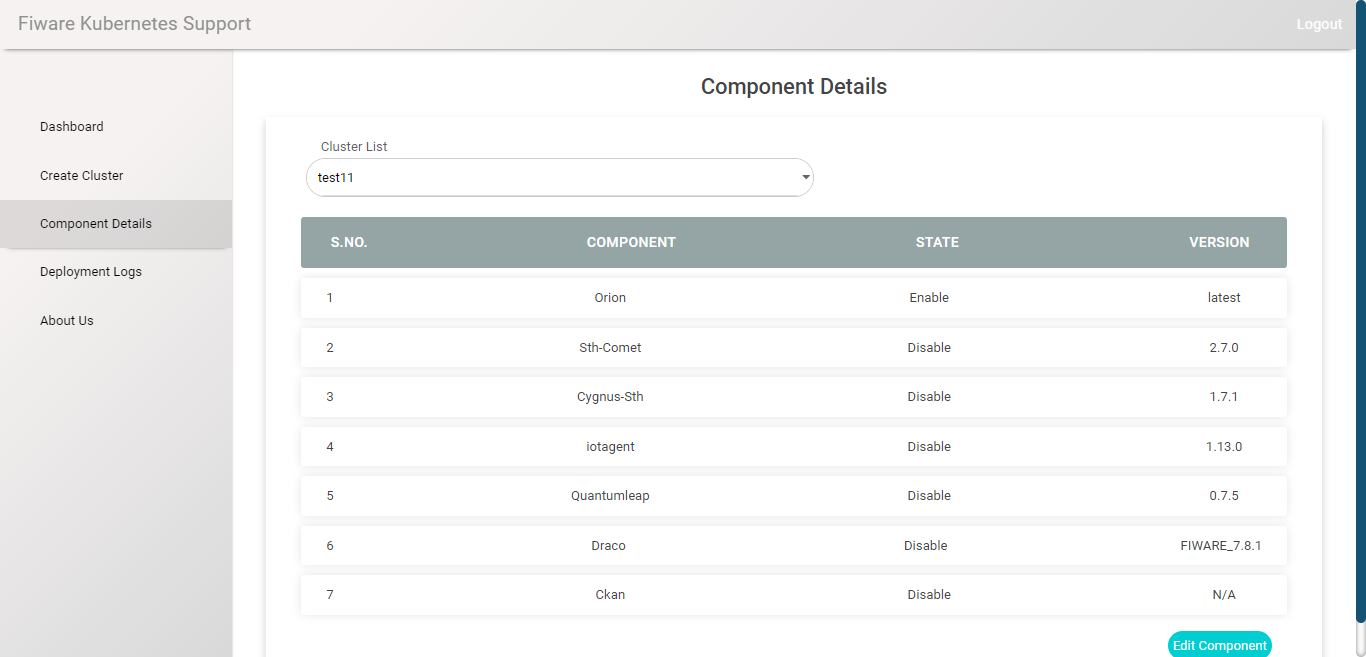 Fiware Kubernetes Support
Logout
Dashboard
Create Cluster
Component Details
Deployment Logs
About Us
Component Details
Cluster List
test11
S.NO. COMPONENT STATE VERSION
1 Orion Enable latest
2 Sth-Comet Disable 2.7.0
3 Cygnus-Sth Disable 1.7.1
4 iotagent Disable 1.13.0
5 Quantumleap Disable 0.7.5
6 Draco Disable FIWARE_7.8.1
7 Ckan Disable N/A
Edit Component